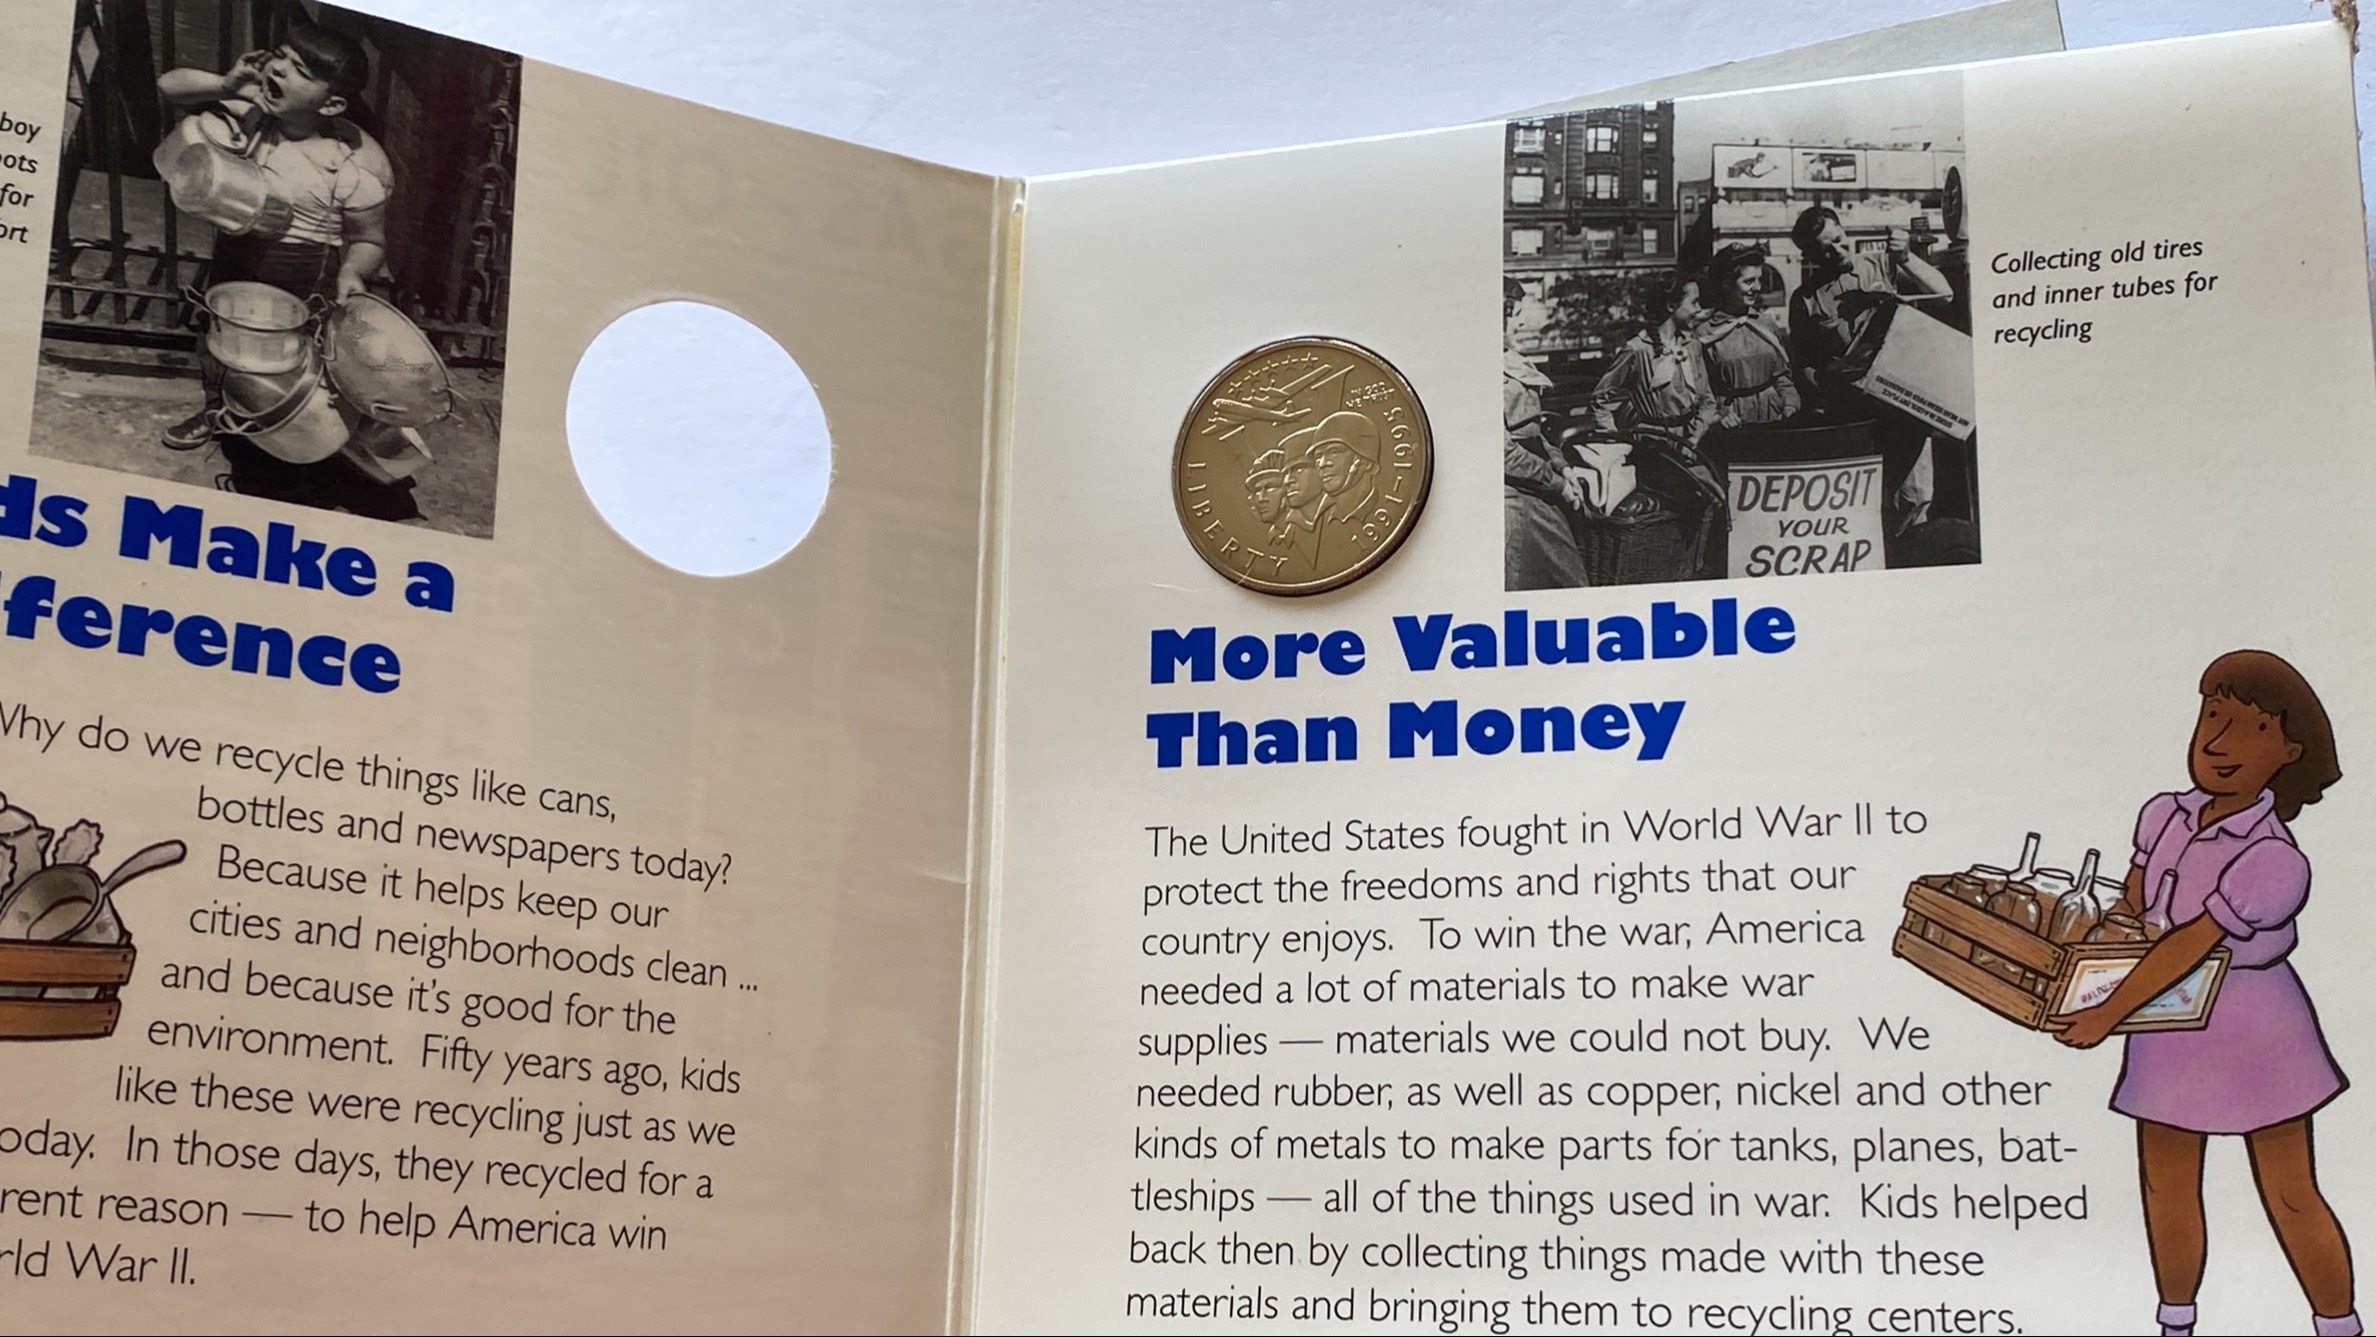 boy
ots
for
ort
ds Make a
fference
Why do we recycle things like cans,
bottles and newspapers today?
Because it helps keep our
cities and neighborhoods clean ...
and because it's good for the
environment. Fifty years ago, kids
like these were recycling just as we
oday. In those days, they recycled for a
rent reason — to help America win
rld War II.
LIBERTY
1991-1995
IN GOD
WE TRUST
DEPOSIT
YOUR
SCRAP
Collecting old tires
and inner tubes for
recycling
More Valuable
Than Money
The United States fought in World War II to
protect the freedoms and rights that our
country enjoys. To win the war, America
needed a lot of materials to make war
supplies — materials we could not buy. We
needed rubber, as well as copper, nickel and other
kinds of metals to make parts for tanks, planes, bat-
tleships — all of the things used in war. Kids helped
back then by collecting things made with these
materials and bringing them to recycling centers.